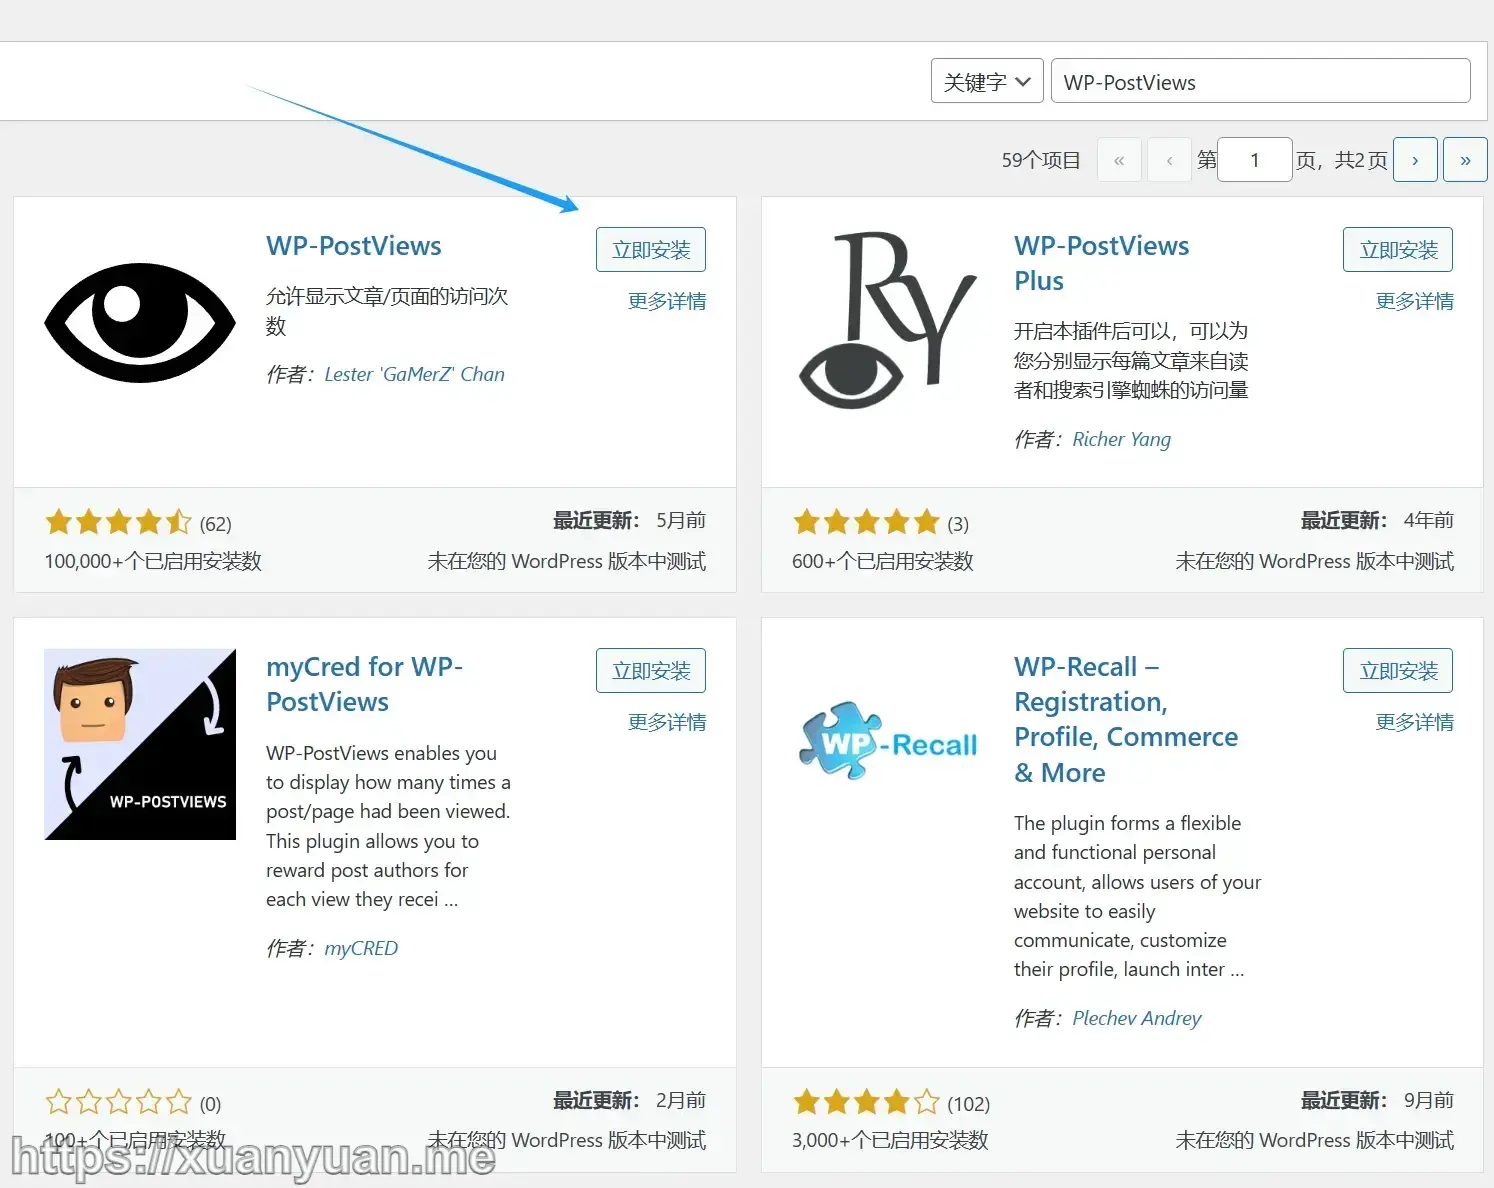 关键字
WP-PostViews
59个项目 « ‹ 第 1 页，共2页 › »
WP-PostViews
立即安装
更多详情
允许显示文章/页面的访问次
数
作者：Lester 'GaMerZ' Chan
(62)
最近更新： 5月前
100,000+个已启用安装数
未在您的 WordPress 版本中测试
RY
WP-PostViews
Plus
立即安装
更多详情
开启本插件后可以，可以为
您分别显示每篇文章来自读
者和搜索引擎蜘蛛的访问量
作者：Richer Yang
(3)
最近更新： 4年前
600+个已启用安装数
未在您的 WordPress 版本中测试
WP-POSTVIEWS
myCred for WP-
PostViews
立即安装
更多详情
WP-PostViews enables you
to display how many times a
post/page had been viewed.
This plugin allows you to
reward post authors for
each view they recei ...
作者：myCRED
(0)
最近更新： 2月前
100+个已启用安装数
未在您的 WordPress 版本中测试
WP-Recall
WP-Recall –
Registration,
Profile, Commerce
& More
立即安装
更多详情
The plugin forms a flexible
and functional personal
account, allows users of your
website to easily
communicate, customize
their profile, launch inter ...
作者：Plechev Andrey
(102)
最近更新： 9月前
3,000+个已启用安装数
未在您的 WordPress 版本中测试
https://xuanyuan.me